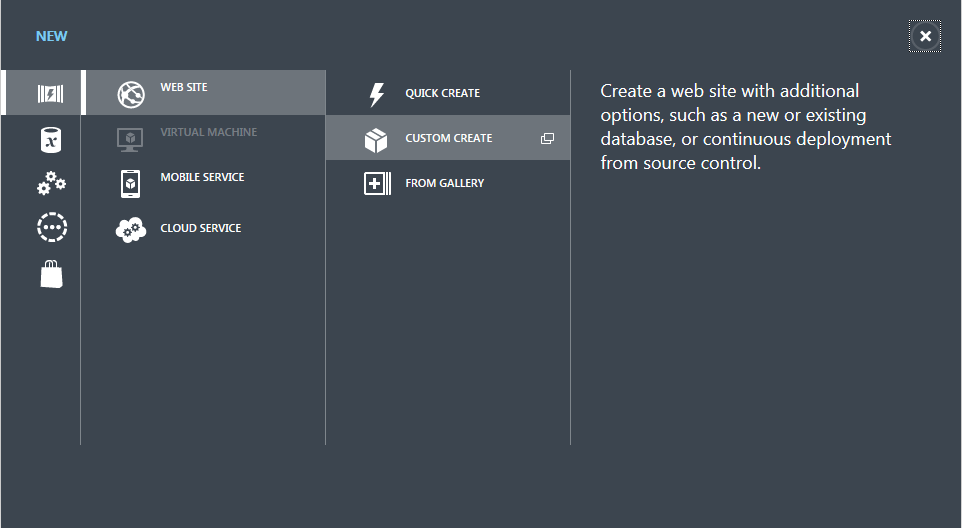 NEW
WEB SITE
VIRTUAL MACHINE
MOBILE SERVICE
CLOUD SERVICE
QUICK CREATE
CUSTOM CREATE
FROM GALLERY
Create a web site with additional
options, such as a new or existing
database, or continuous deployment
from source control.